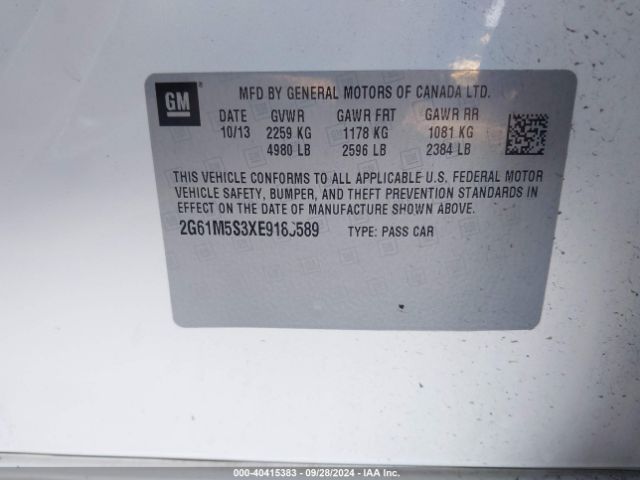 GM
MFD BY GENERAL MOTORS OF CANADA LTD.
DATE GVWR GAWR FRT GAWR RR
10/13 2259 KG 1178 KG 1081 KG
4980 LB 2596 LB 2384 LB
THIS VEHICLE CONFORMS TO ALL APPLICABLE U.S. FEDERAL MOTOR
VEHICLE SAFETY, BUMPER, AND THEFT PREVENTION STANDARDS IN
EFFECT ON THE DATE OF MANUFACTURE SHOWN ABOVE.
TYPE: PASS CAR
© - 40415383 - 09/28/2024 - IAA Inc.